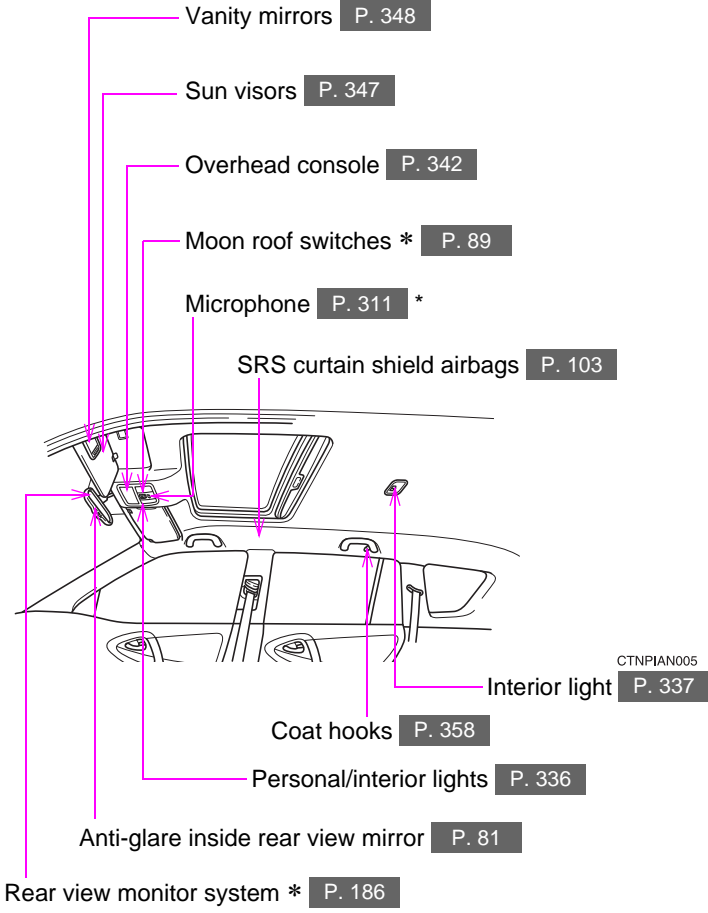 Vanity mirrors P. 348
Sun visors P. 347
Overhead console P. 342
Moon roof switches * P. 89
Microphone P. 311 *
SRS curtain shield airbags P. 103
CTNPIAN005
Interior light P. 337
Coat hooks P. 358
Personal/interior lights P. 336
Anti-glare inside rear view mirror P. 81
Rear view monitor system * P. 186